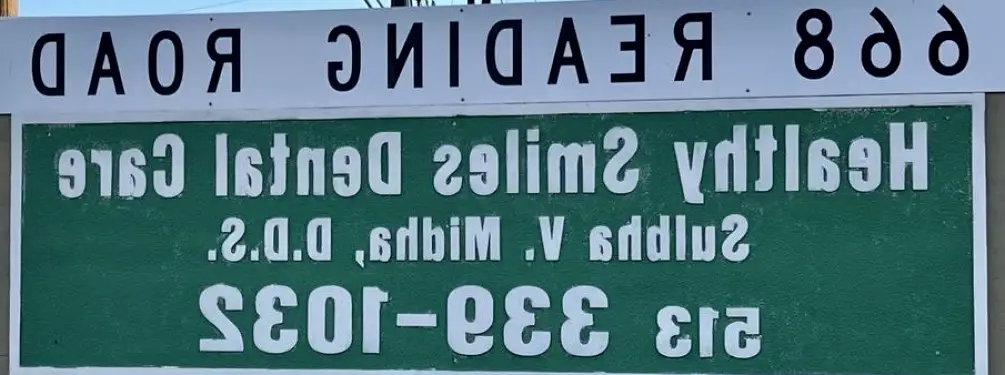 668 READING ROAD
Healthy Smiles Dental Care
Sulbha V. Midha, D.D.S.
513 339-1032